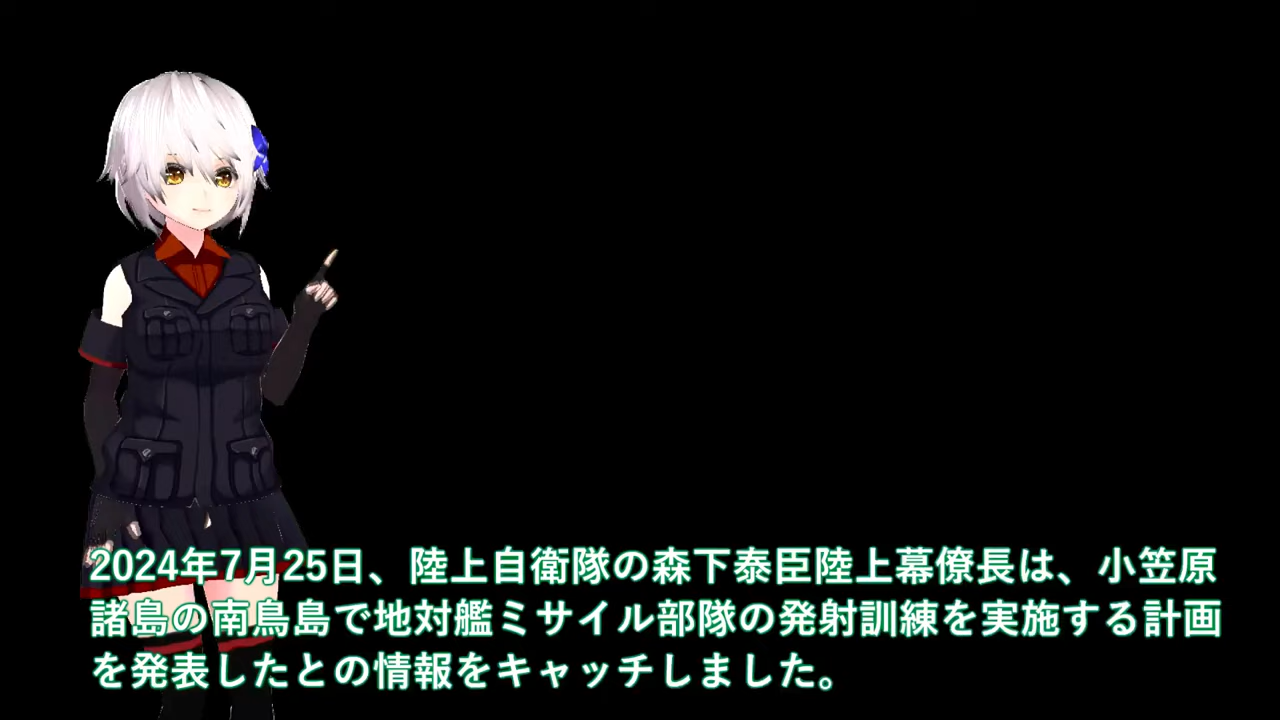 2024年7月25日、陸上自衛隊の森下泰臣陸上幕僚長は、小笠原
諸島の南鳥島で地対艦ミサイル部隊の発射訓練を実施する計画
を発表したとの情報をキャッチしました。